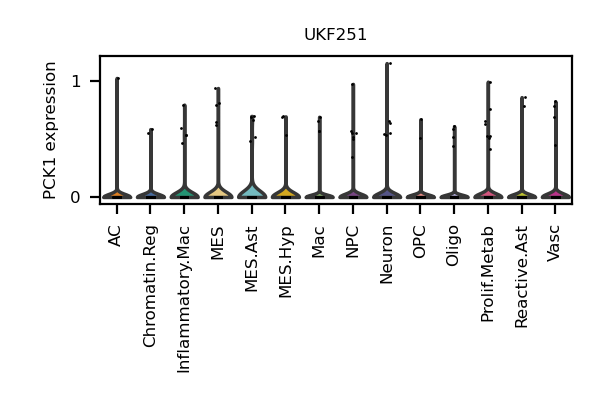 UKF251
PCK1 expression
1
0
AC
Chromatin.Reg
Inflammatory.Mac
MES
MES.Ast
MES.Hyp
Mac
NPC
Neuron
OPC
Oligo
Prolif.Metab
Reactive.Ast
Vasc